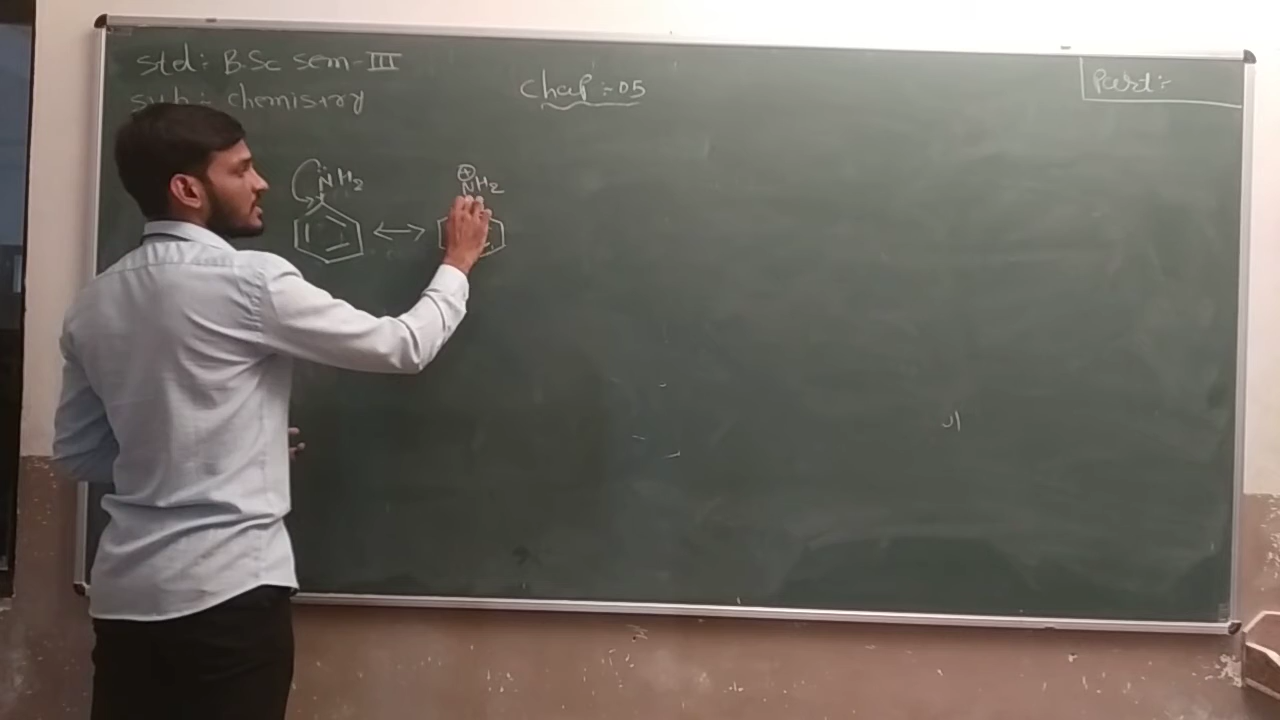 std:- B.Sc sem-III
sub:- chemistry
Chap:-05
Part:-
NH2
⊕
NH2